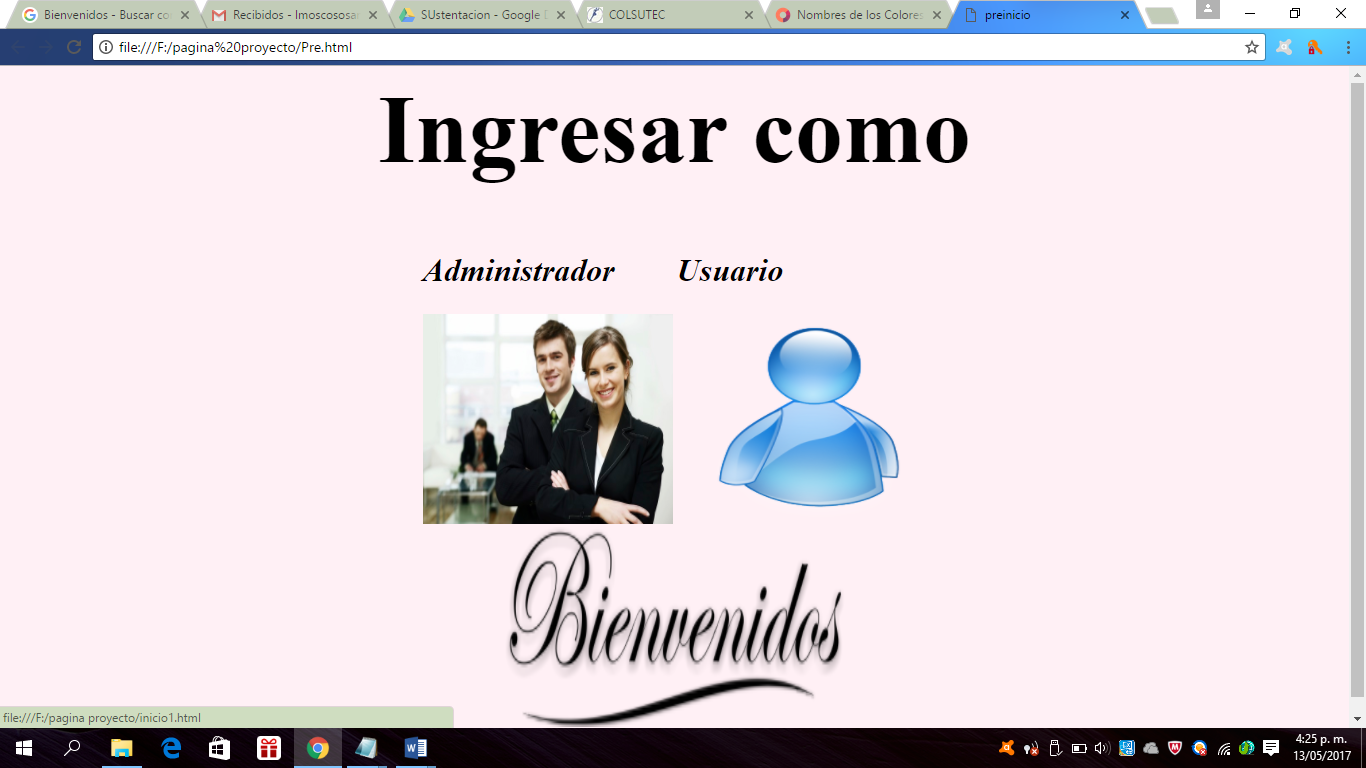 Bienvenidos - Buscar co
Recibidos - lmoscososa
SUstentacion - Google D
COLSUTEC
Nombres de los Colores
preinicio
file:///F:/pagina%20proyecto/Pre.html
Ingresar como
Administrador
Usuario
Bienvenidos
file:///F:/pagina proyecto/inicio1.html
4:25 p. m.
13/05/2017